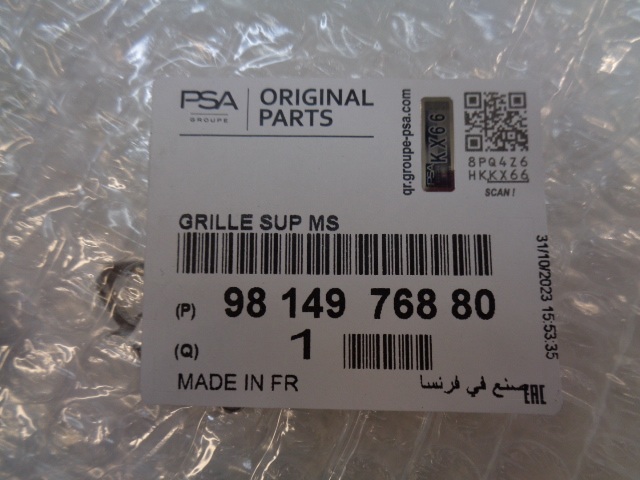 PSA
GROUPE
ORIGINAL
PARTS
qr.groupe-psa.com
PSA KX66
8PQ4Z6
HKKX66
SCAN!
GRILLE SUP MS
(P) 98 149 768 80
(Q) 1
MADE IN FR
صنع في فرنسا
EAC
31/10/2023 15:53:35